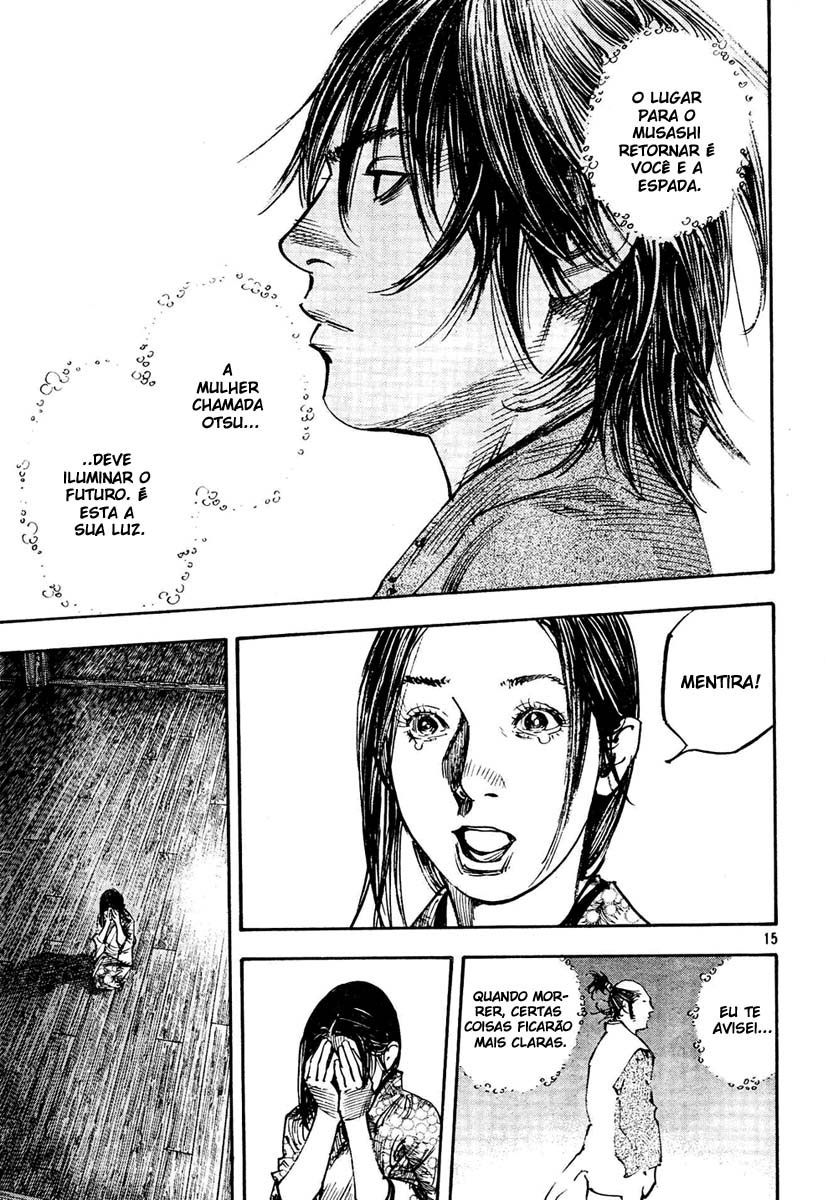 O LUGAR
PARA O
MUSASHI
RETORNAR É
VOCÊ E A
ESPADA.
A
MULHER
CHAMADA
OTSU...
..DEVE
ILUMINAR O
FUTURO. É
ESTA A
SUA LUZ.
MENTIRA!
15
EU TE
AVISEI...
QUANDO MOR-
RER, CERTAS
COISAS FICARÃO
MAIS CLARAS.